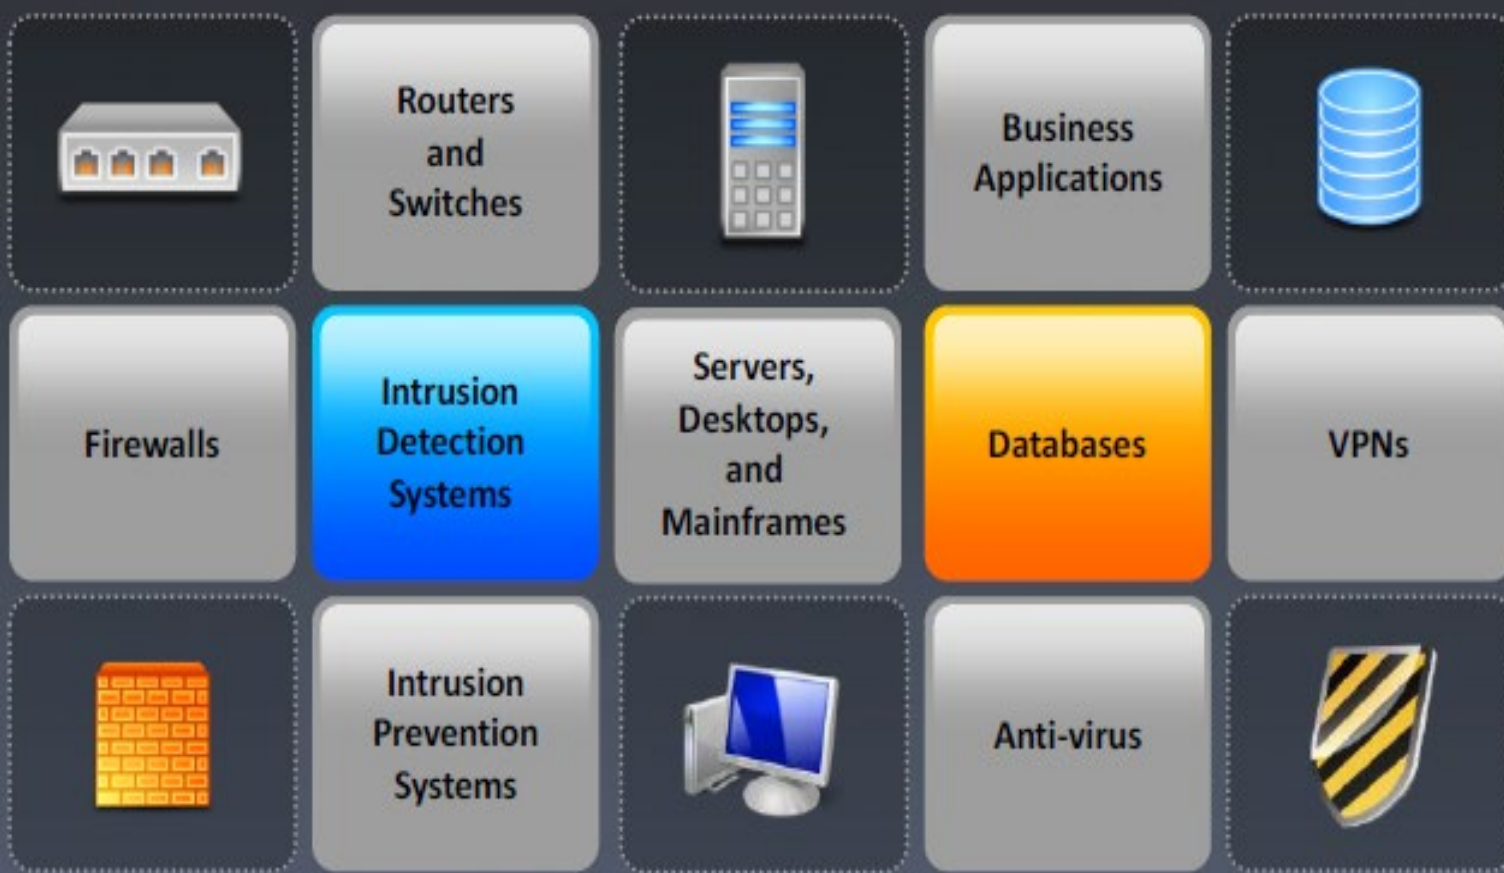 Routers
and
Switches
Business
Applications
Firewalls
Intrusion
Detection
Systems
Servers,
Desktops,
and
Mainframes
Databases
VPNs
Intrusion
Prevention
Systems
Anti-virus